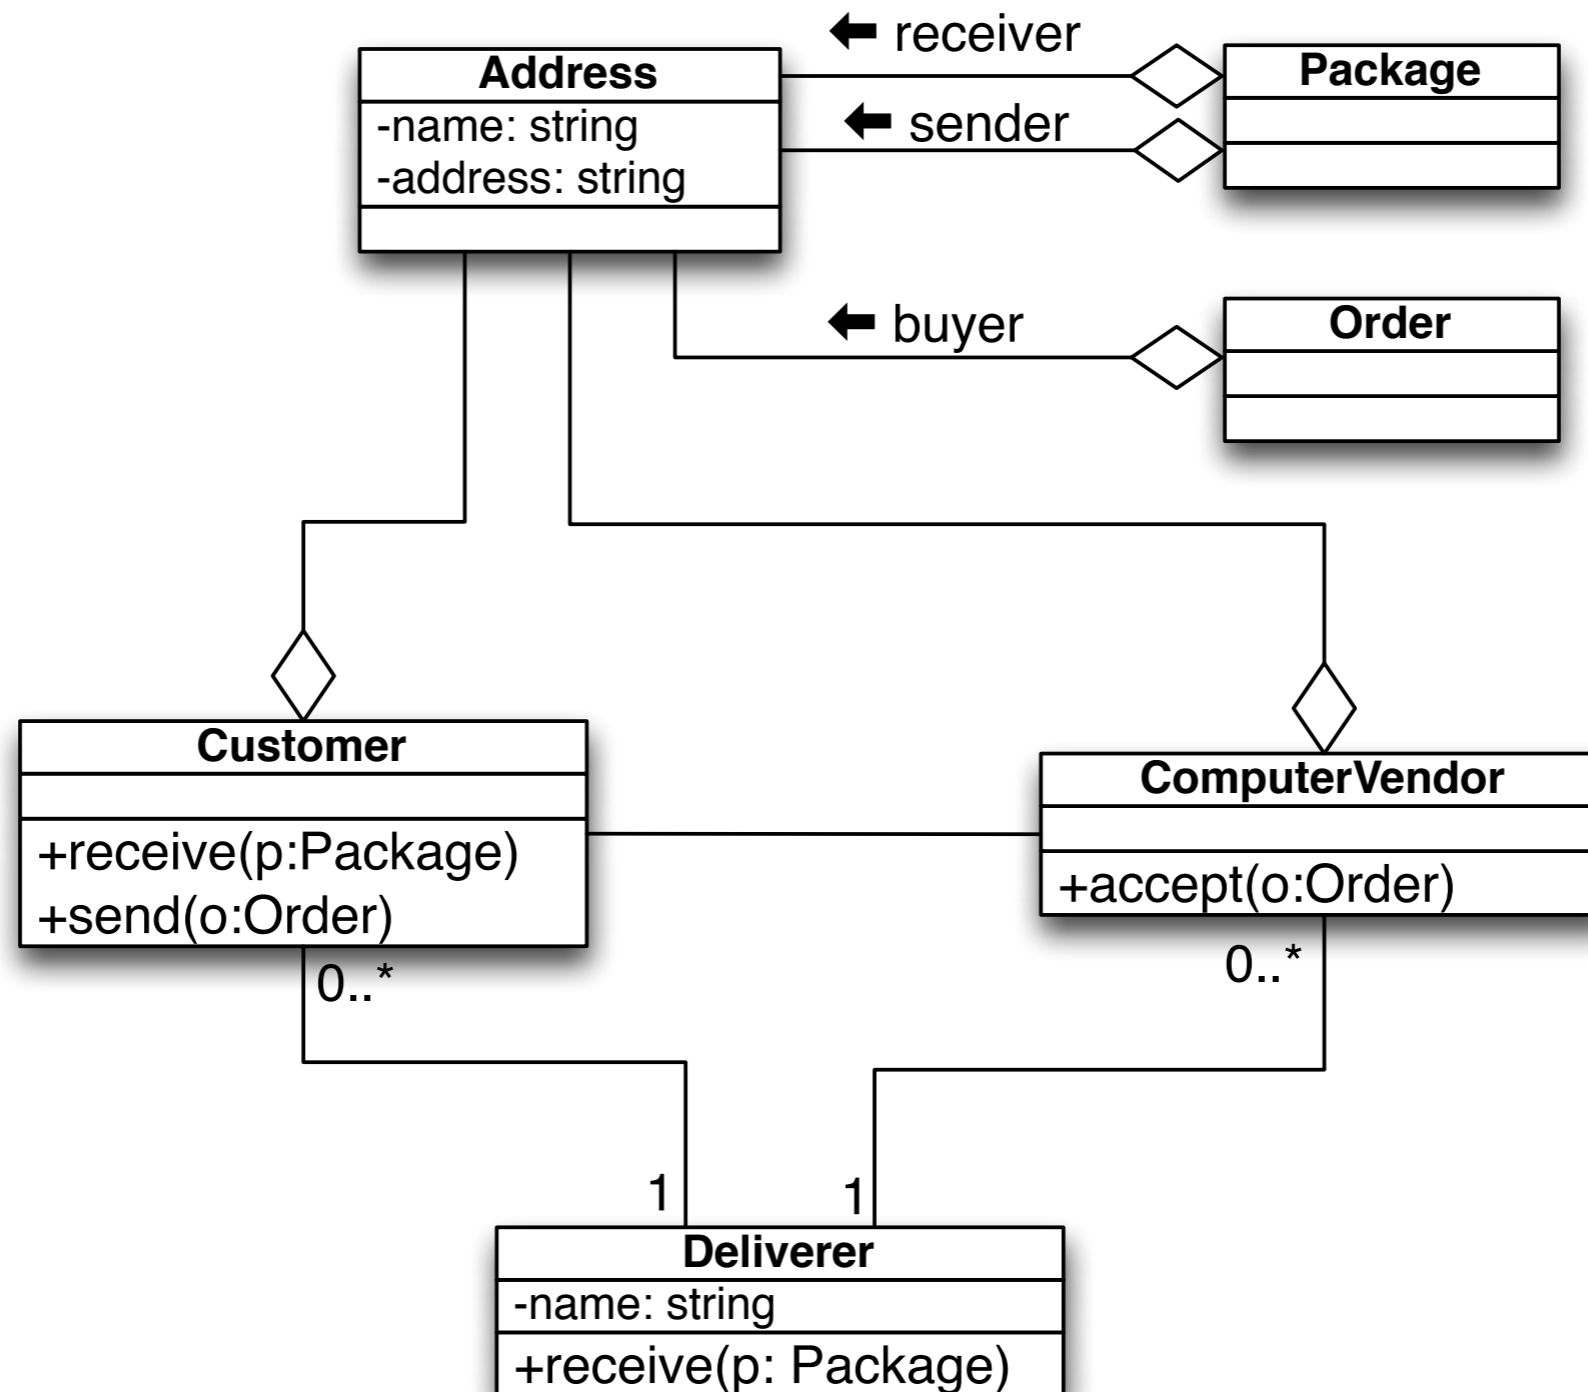 receiver
Address
Package
-name: string
sender
-address: string
buyer
Order
Customer
ComputerVendor
+receive(p:Package)
+accept(o:Order)
+send(o:Order)
0..*
0..*
1
1
Deliverer
-name: string
+receive(p: Package)